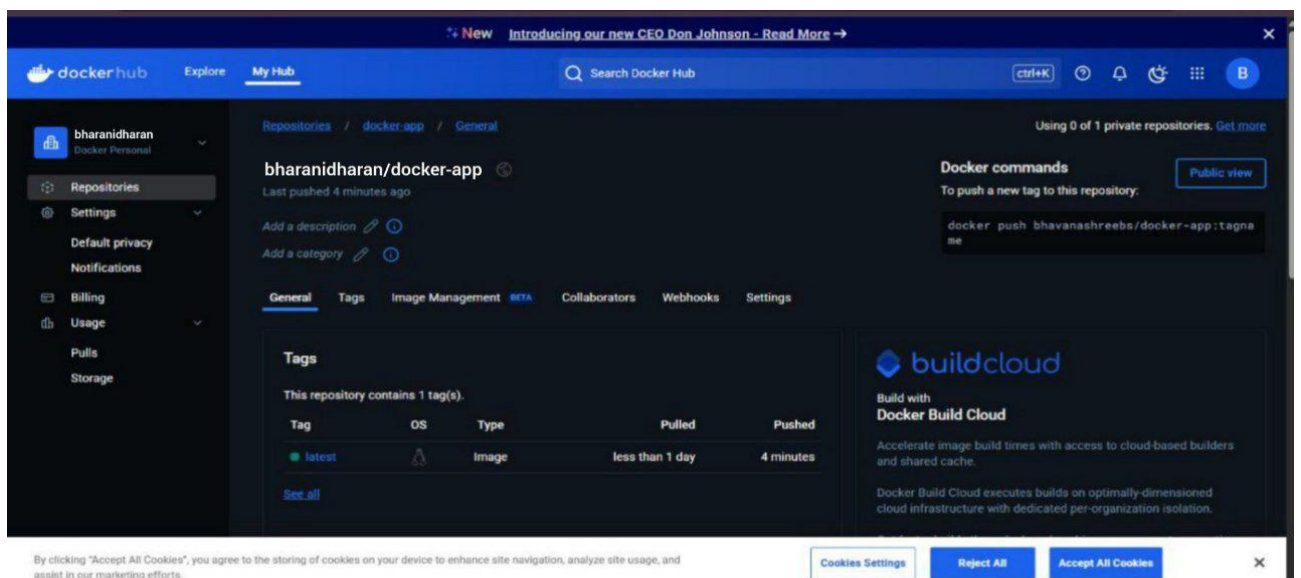 New Introducing our new CEO Don Johnson - Read More →
dockerhub Explore My Hub Search Docker Hub ctrl+K B
bharanidharan
Docker Personal
Repositories
Settings
Default privacy
Notifications
Billing
Usage
Pulls
Storage
Repositories / docker-app / General
Using 0 of 1 private repositories. Get more
bharanidharan/docker-app
Last pushed 4 minutes ago
Add a description
Add a category
Docker commands
Public view
To push a new tag to this repository:
docker push bhavanashreebs/docker-app:tagna
me
General Tags Image Management BETA Collaborators Webhooks Settings
Tags
This repository contains 1 tag(s).
Tag OS Type Pulled Pushed
latest Image less than 1 day 4 minutes
See all
buildcloud
Build with
Docker Build Cloud
Accelerate image build times with access to cloud-based builders
and shared cache.
Docker Build Cloud executes builds on optimally-dimensioned
cloud infrastructure with dedicated per-organization isolation.
By clicking "Accept All Cookies", you agree to the storing of cookies on your device to enhance site navigation, analyze site usage, and
assist in our marketing efforts.
Cookies Settings Reject All Accept All Cookies